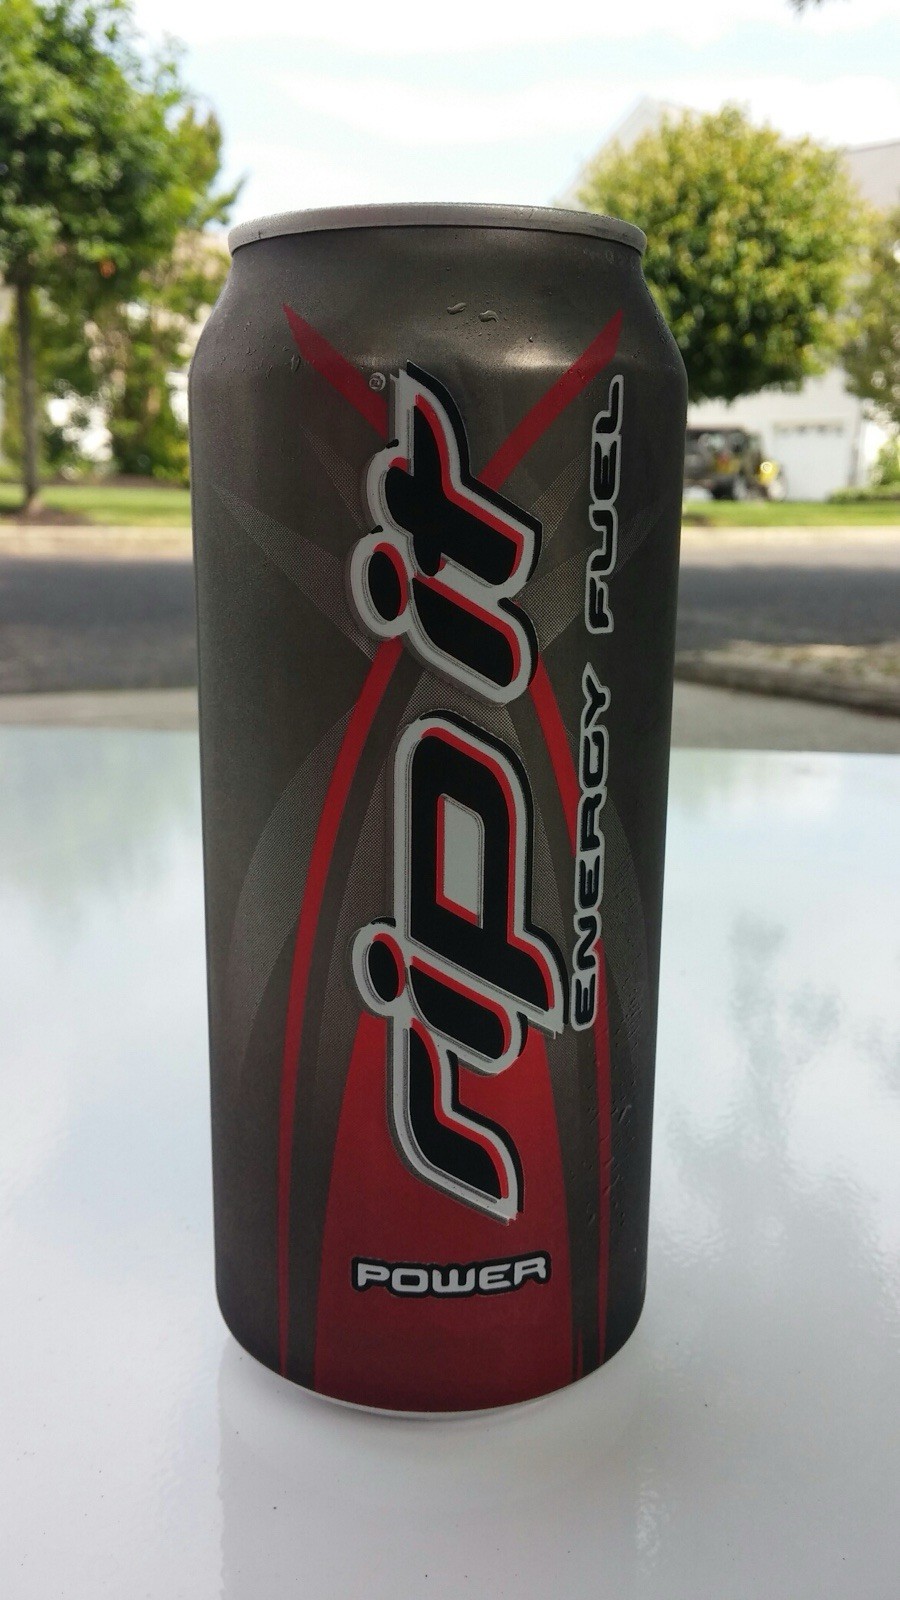 rip it
®
ENERGY FUEL
POWER